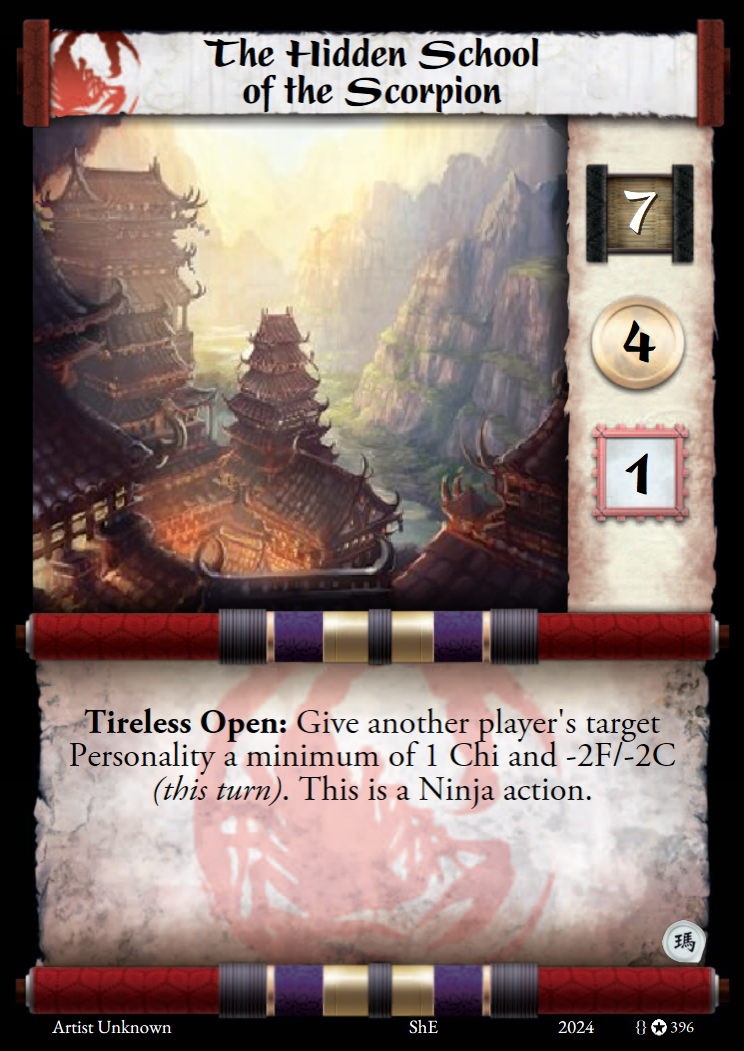 The Hidden School
of the Scorpion
7
4
1
Tireless Open: Give another player's target
Personality a minimum of 1 Chi and -2F/-2C
(this turn). This is a Ninja action.
瑪
Artist Unknown ShE 2024 {} 396